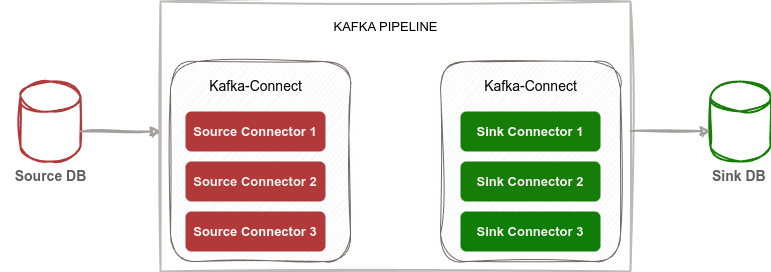 KAFKA PIPELINE
Kafka-Connect
Source Connector 1
Source Connector 2
Source Connector 3
Kafka-Connect
Sink Connector 1
Sink Connector 2
Sink Connector 3
Source DB
Sink DB